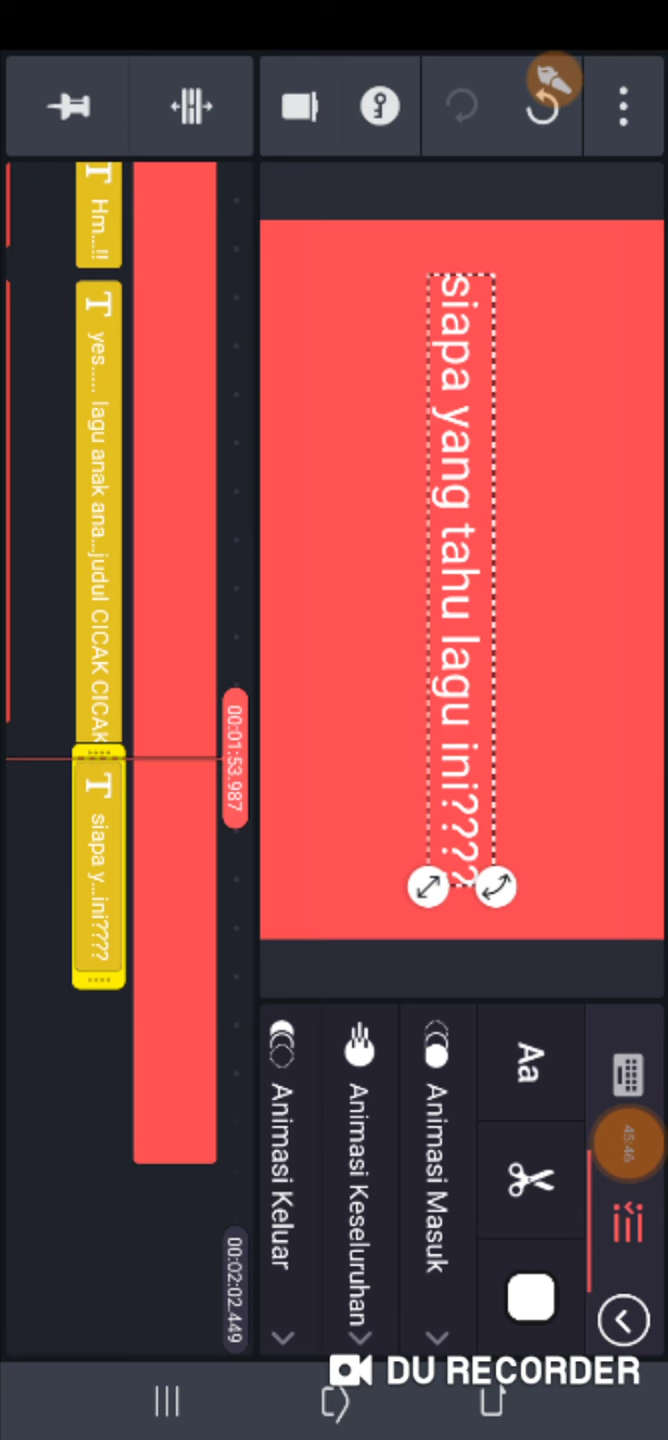 siapa yang tahu lagu ini????
Aa
45:46
Animasi Masuk
Animasi Keseluruhan
Animasi Keluar
00:01:53.987
00:02:02.449
T Hm...!!
T yes..... lagu anak ana...judul CICAK CICAK
T siapa y...ini????
DU RECORDER